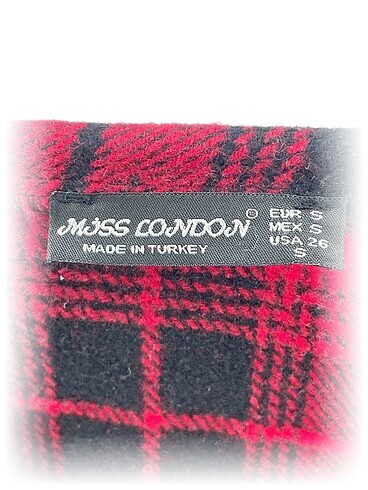 MISS LONDON ©
MADE IN TURKEY
EUR S
MEX S
USA 26
S